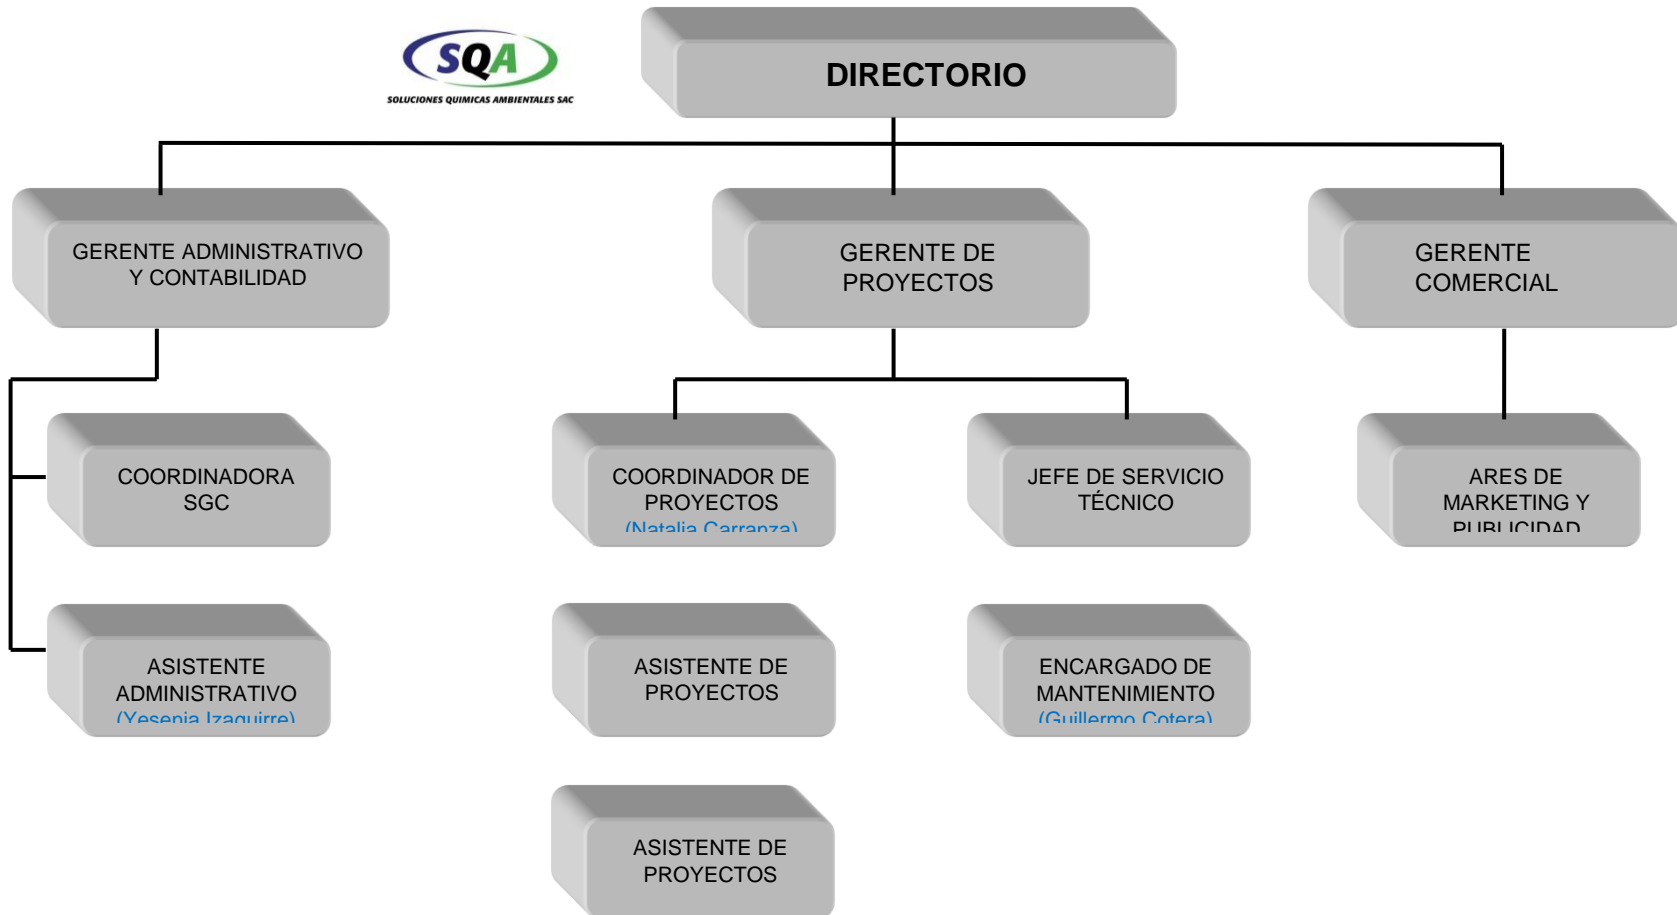 SQA
SOLUCIONES QUIMICAS AMBIENTALES SAC
DIRECTORIO
GERENTE ADMINISTRATIVO
Y CONTABILIDAD
GERENTE DE
PROYECTOS
GERENTE
COMERCIAL
COORDINADORA
SGC
COORDINADOR DE
PROYECTOS
(Natalia Carranza)
JEFE DE SERVICIO
TÉCNICO
ARES DE
MARKETING Y
PUBLICIDAD
ASISTENTE
ADMINISTRATIVO
(Yesenia Izaguirre)
ASISTENTE DE
PROYECTOS
ENCARGADO DE
MANTENIMIENTO
(Guillermo Cotera)
ASISTENTE DE
PROYECTOS